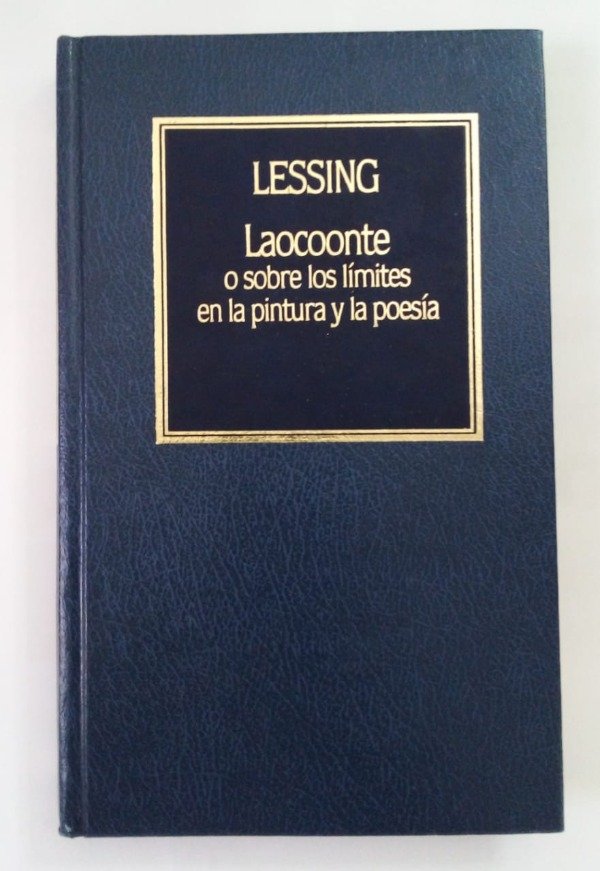 LESSING
Laocoonte
o sobre los límites
en la pintura y la poesía